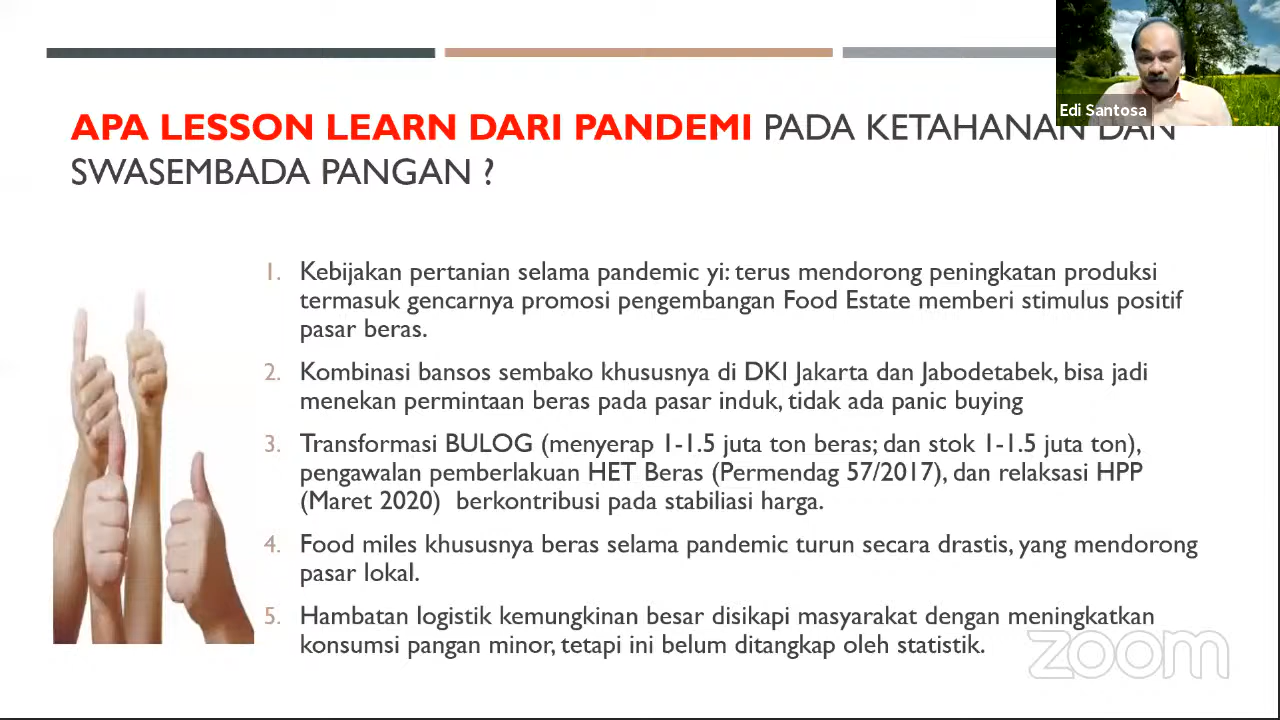 Edi Santosa
APA LESSON LEARN DARI PANDEMI PADA KETAHANAN DAN
SWASEMBADA PANGAN ?
1. Kebijakan pertanian selama pandemic yi: terus mendorong peningkatan produksi
termasuk gencarnya promosi pengembangan Food Estate memberi stimulus positif
pasar beras.
2. Kombinasi bansos sembako khususnya di DKI Jakarta dan Jabodetabek, bisa jadi
menekan permintaan beras pada pasar induk, tidak ada panic buying
3. Transformasi BULOG (menyerap 1-1.5 juta ton beras; dan stok 1-1.5 juta ton),
pengawalan pemberlakuan HET Beras (Permendag 57/2017), dan relaksasi HPP
(Maret 2020) berkontribusi pada stabiliasi harga.
4. Food miles khususnya beras selama pandemic turun secara drastis, yang mendorong
pasar lokal.
5. Hambatan logistik kemungkinan besar disikapi masyarakat dengan meningkatkan
konsumsi pangan minor, tetapi ini belum ditangkap oleh statistik.
zoom